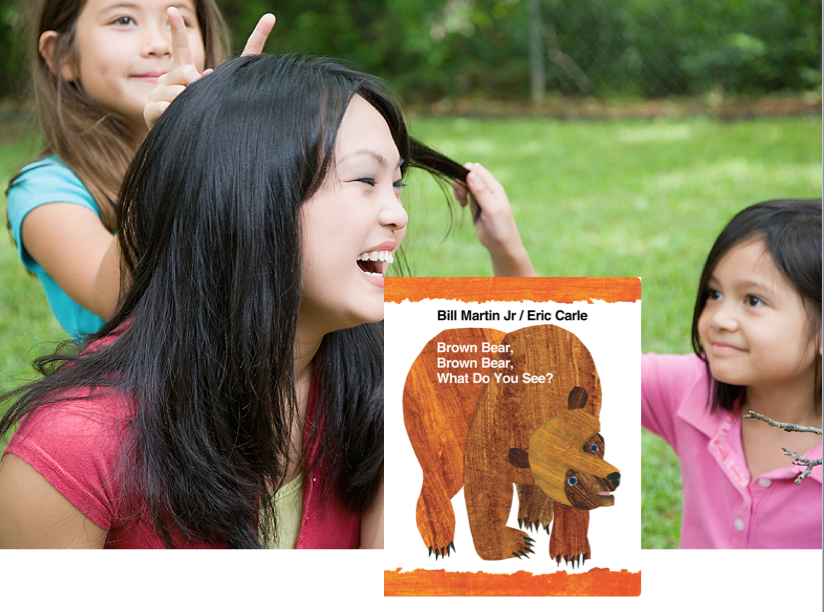 Bill Martin Jr / Eric Carle
Brown Bear,
Brown Bear,
What Do You See?